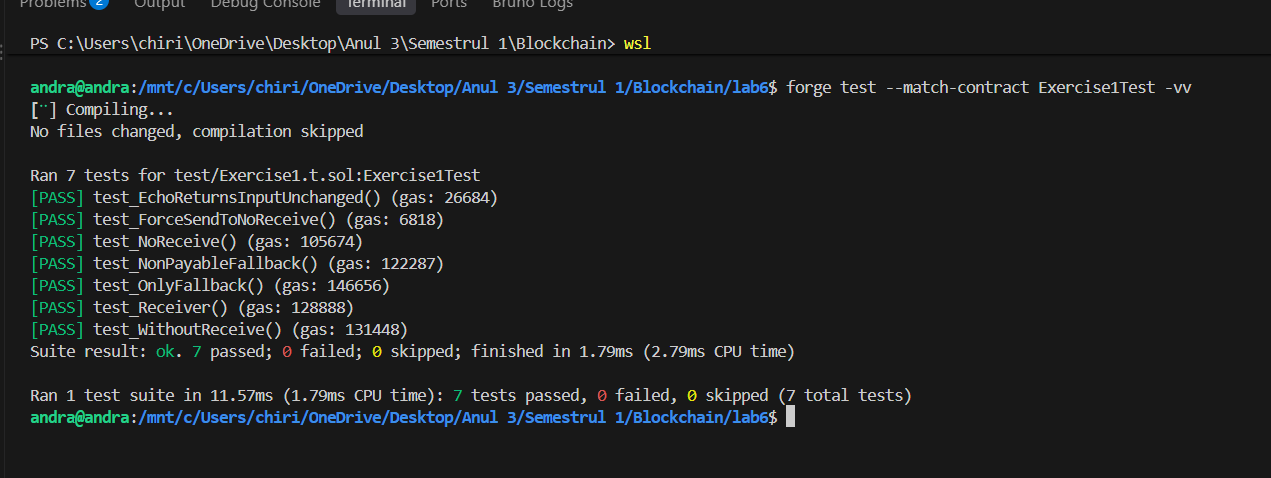 Problems 2 Output Debug Console Terminal Ports Bruno Logs
PS C:\Users\chiri\OneDrive\Desktop\Anul 3\Semestrul 1\Blockchain> wsl
andra@andra:/mnt/c/Users/chiri/OneDrive/Desktop/Anul 3/Semestrul 1/Blockchain/lab6$ forge test --match-contract Exercise1Test -vv
[¨] Compiling...
No files changed, compilation skipped
Ran 7 tests for test/Exercise1.t.sol:Exercise1Test
[PASS] test_EchoReturnsInputUnchanged() (gas: 26684)
[PASS] test_ForceSendToNoReceive() (gas: 6818)
[PASS] test_NoReceive() (gas: 105674)
[PASS] test_NonPayableFallback() (gas: 122287)
[PASS] test_OnlyFallback() (gas: 146656)
[PASS] test_Receiver() (gas: 128888)
[PASS] test_WithoutReceive() (gas: 131448)
Suite result: ok. 7 passed; 0 failed; 0 skipped; finished in 1.79ms (2.79ms CPU time)
Ran 1 test suite in 11.57ms (1.79ms CPU time): 7 tests passed, 0 failed, 0 skipped (7 total tests)
andra@andra:/mnt/c/Users/chiri/OneDrive/Desktop/Anul 3/Semestrul 1/Blockchain/lab6$